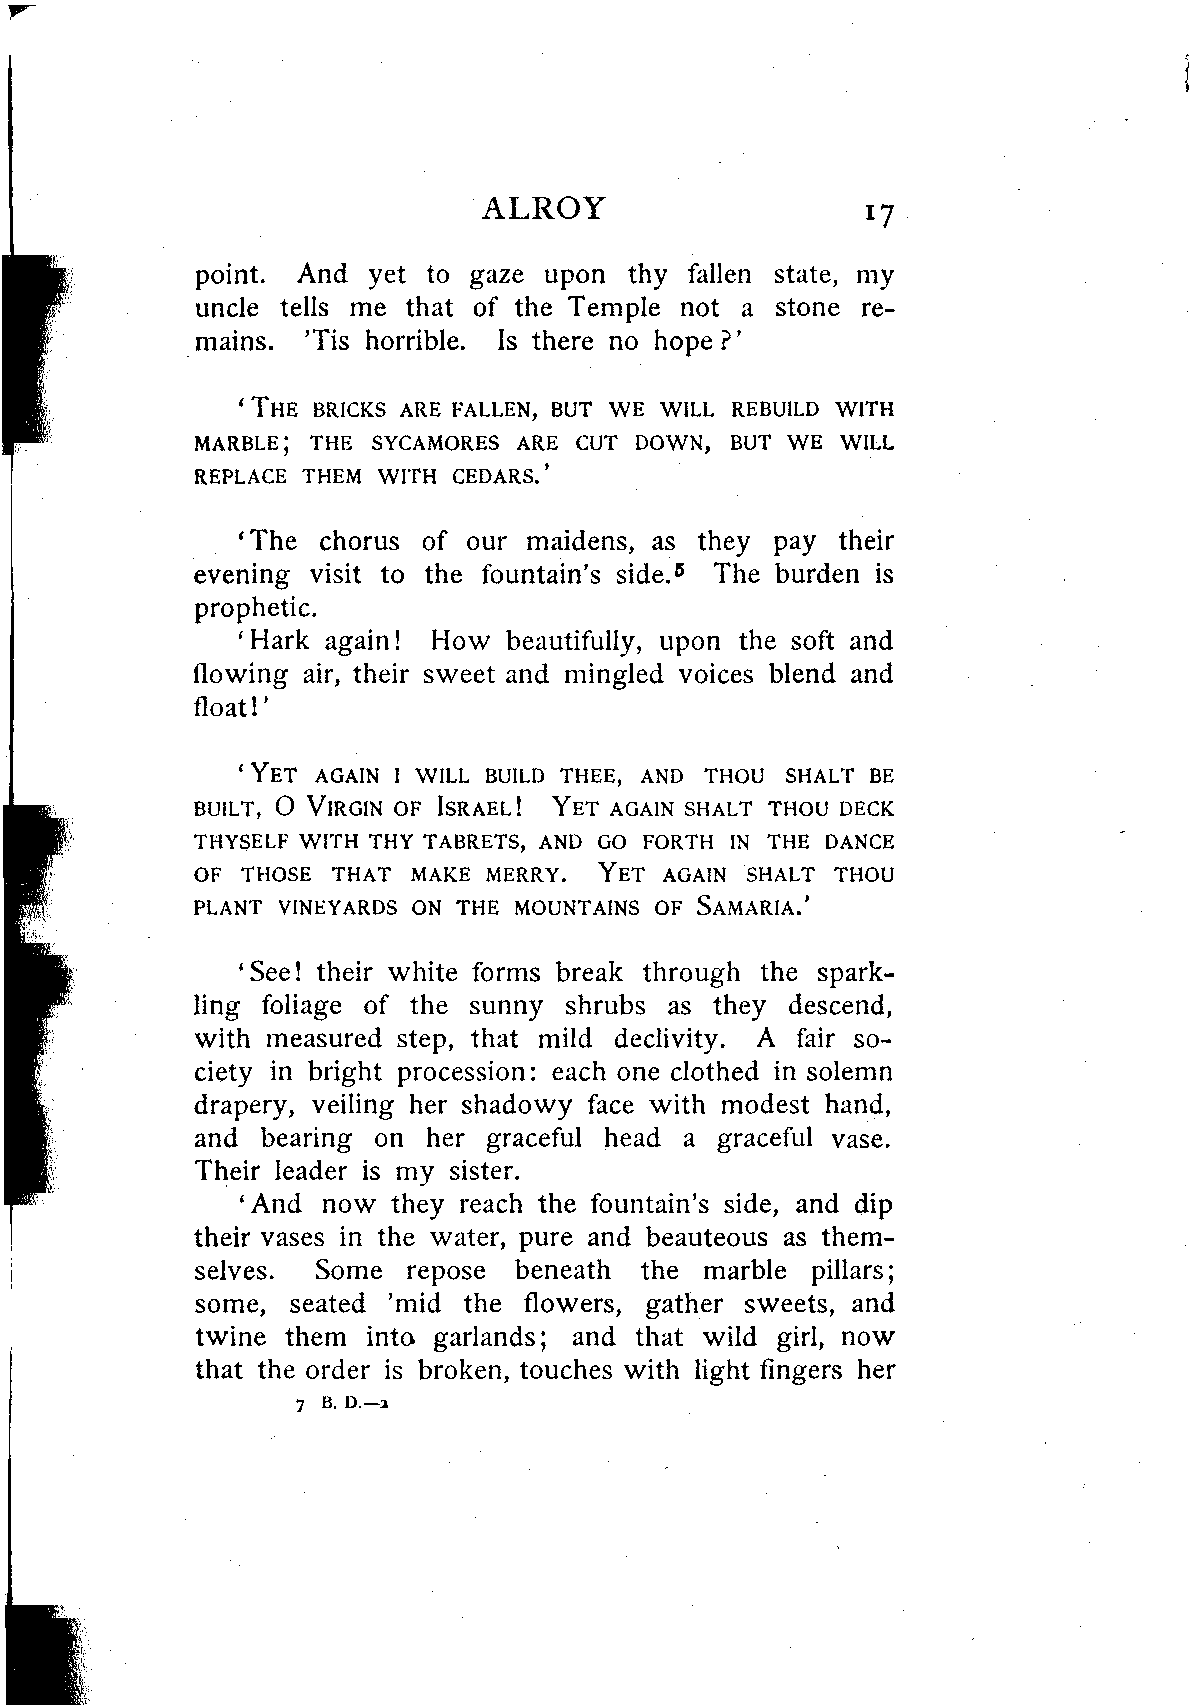 ALROY 17
point. And yet to gaze upon thy fallen state, my
uncle tells me that of the Temple not a stone re-
mains. 'Tis horrible. Is there no hope?'
'THE BRICKS ARE FALLEN, BUT WE WILL REBUILD WITH
MARBLE; THE SYCAMORES ARE CUT DOWN, BUT WE WILL
REPLACE THEM WITH CEDARS.'
'The chorus of our maidens, as they pay their
evening visit to the fountain's side.⁵ The burden is
prophetic.
'Hark again! How beautifully, upon the soft and
flowing air, their sweet and mingled voices blend and
float!'
'YET AGAIN I WILL BUILD THEE, AND THOU SHALT BE
BUILT, O VIRGIN OF ISRAEL! YET AGAIN SHALT THOU DECK
THYSELF WITH THY TABRETS, AND GO FORTH IN THE DANCE
OF THOSE THAT MAKE MERRY. YET AGAIN SHALT THOU
PLANT VINEYARDS ON THE MOUNTAINS OF SAMARIA.'
'See! their white forms break through the spark-
ling foliage of the sunny shrubs as they descend,
with measured step, that mild declivity. A fair so-
ciety in bright procession: each one clothed in solemn
drapery, veiling her shadowy face with modest hand,
and bearing on her graceful head a graceful vase.
Their leader is my sister.
'And now they reach the fountain's side, and dip
their vases in the water, pure and beauteous as them-
selves. Some repose beneath the marble pillars;
some, seated 'mid the flowers, gather sweets, and
twine them into garlands; and that wild girl, now
that the order is broken, touches with light fingers her
7 B. D.—2